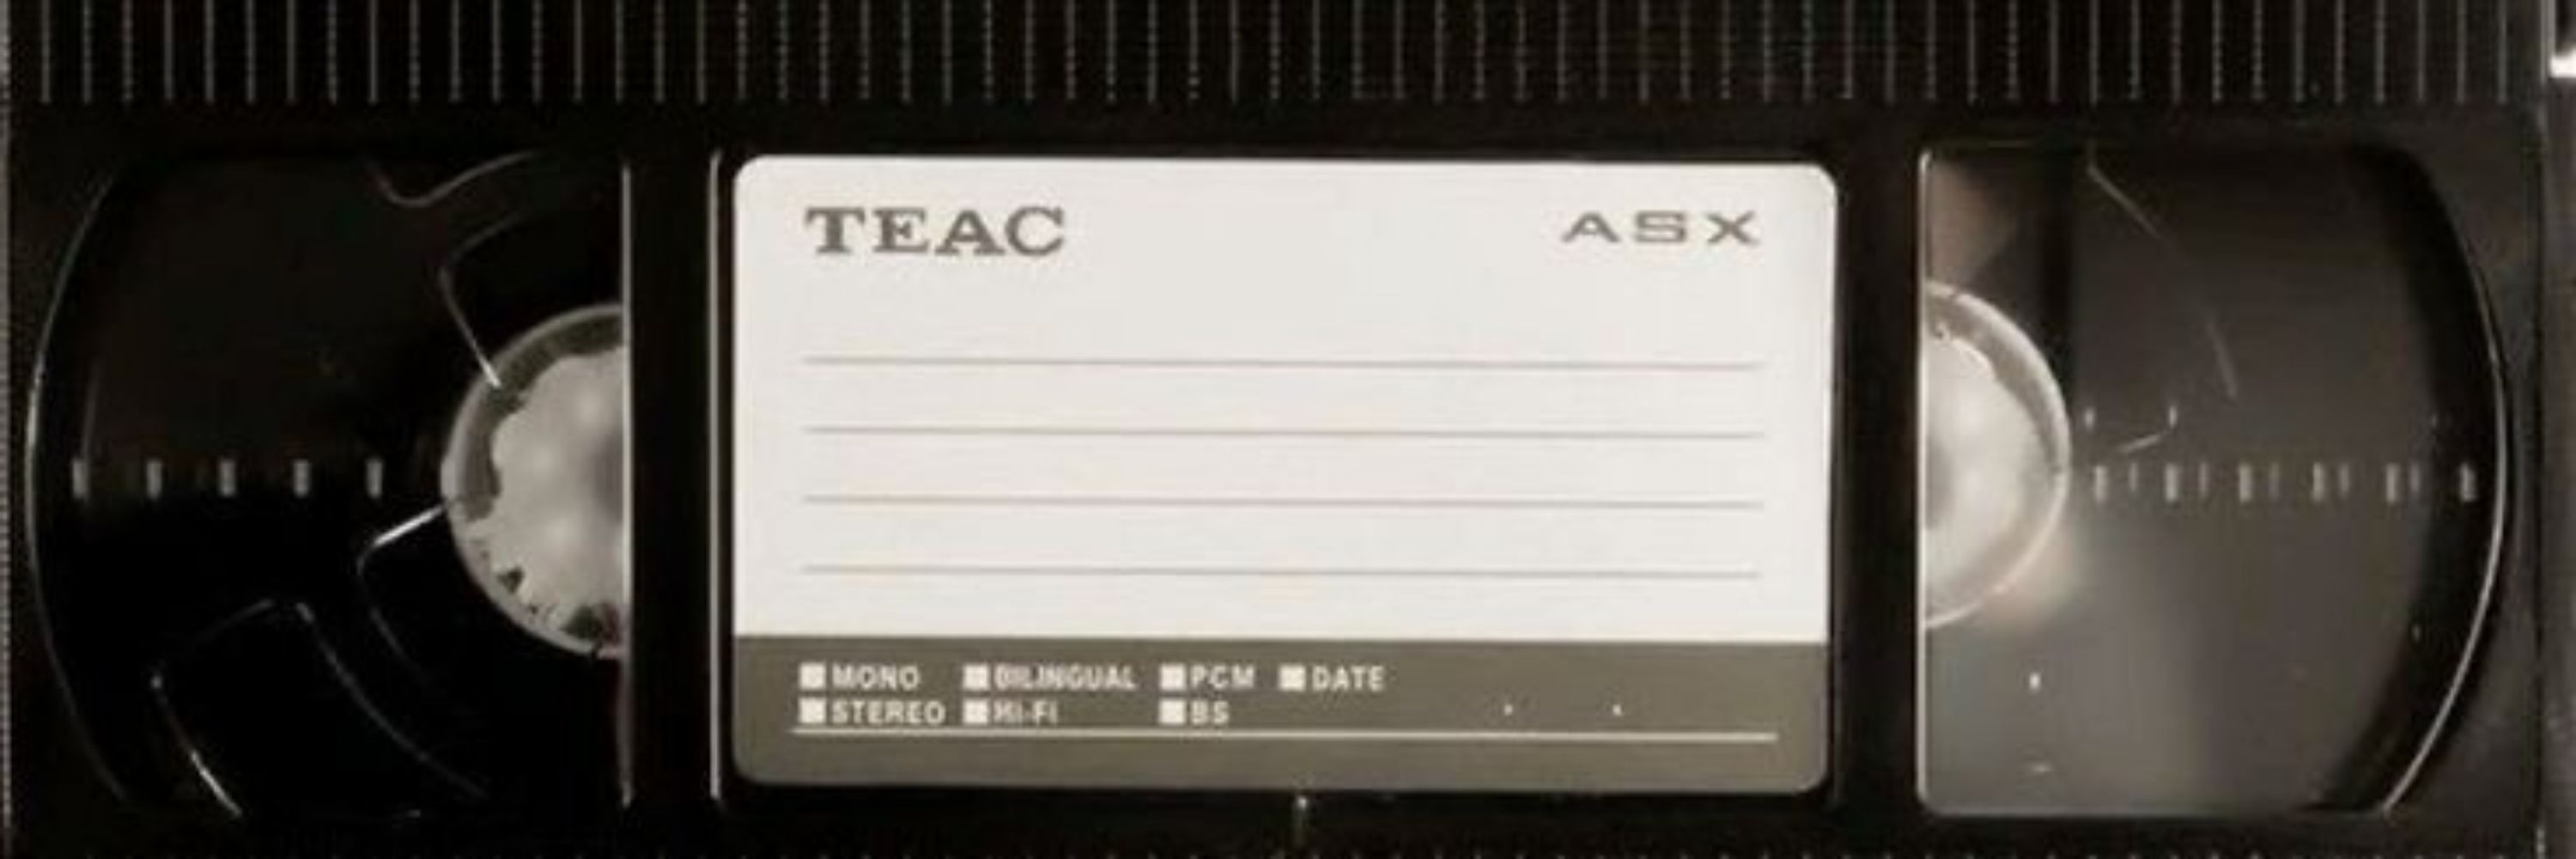 TEAC ASX
MONO BILINGUAL PCM DATE
STEREO Hi-Fi BS